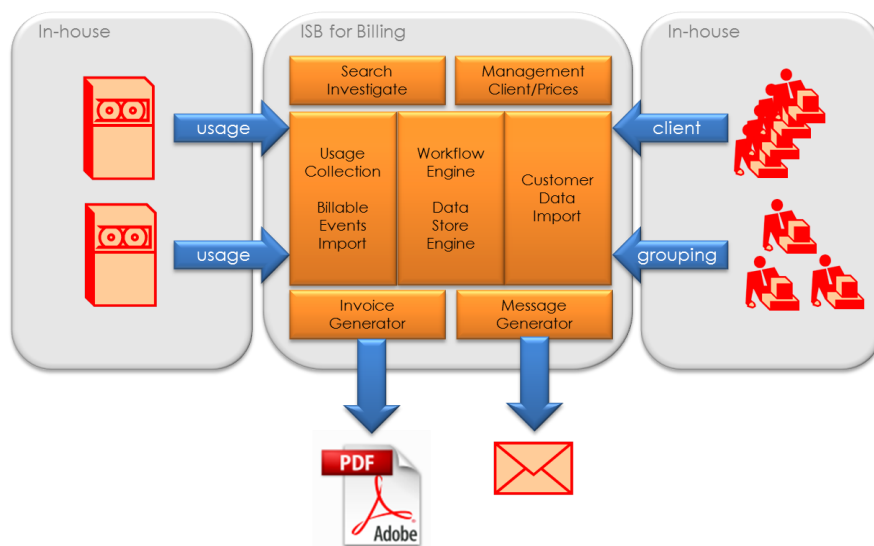 In-house
ISB for Billing
In-house
Search
Investigate
Management
Client/Prices
usage
client
Usage
Collection
Billable
Events
Import
Workflow
Engine
Data
Store
Engine
Customer
Data
Import
usage
grouping
Invoice
Generator
Message
Generator
PDF
Adobe